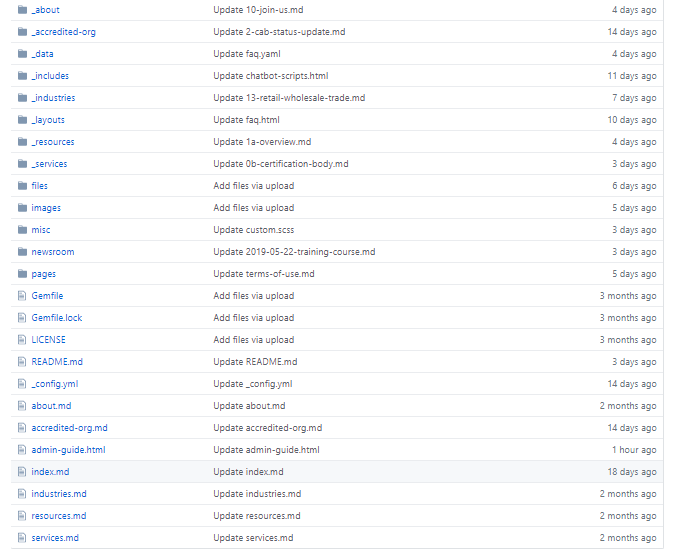 _about Update 10-join-us.md 4 days ago
_accredited-org Update 2-cab-status-update.md 14 days ago
_data Update faq.yaml 4 days ago
_includes Update chatbot-scripts.html 11 days ago
_industries Update 13-retail-wholesale-trade.md 7 days ago
_layouts Update faq.html 10 days ago
_resources Update 1a-overview.md 4 days ago
_services Update 0b-certification-body.md 3 days ago
files Add files via upload 6 days ago
images Add files via upload 5 days ago
misc Update custom.scss 3 days ago
newsroom Update 2019-05-22-training-course.md 3 days ago
pages Update terms-of-use.md 5 days ago
Gemfile Add files via upload 3 months ago
Gemfile.lock Add files via upload 3 months ago
LICENSE Add files via upload 3 months ago
README.md Update README.md 3 days ago
_config.yml Update _config.yml 14 days ago
about.md Update about.md 2 months ago
accredited-org.md Update accredited-org.md 14 days ago
admin-guide.html Update admin-guide.html 1 hour ago
index.md Update index.md 18 days ago
industries.md Update industries.md 2 months ago
resources.md Update resources.md 2 months ago
services.md Update services.md 2 months ago